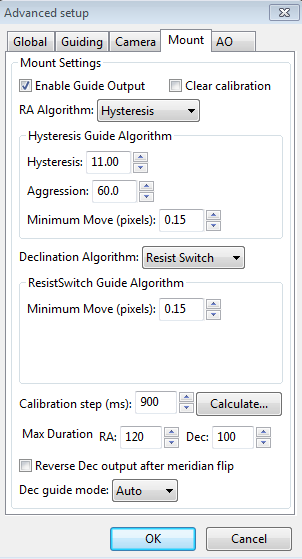 Advanced setup
Global Guiding Camera Mount AO
Mount Settings
Enable Guide Output Clear calibration
RA Algorithm: Hysteresis
Hysteresis Guide Algorithm
Hysteresis: 11.00
Aggression: 60.0
Minimum Move (pixels): 0.15
Declination Algorithm: Resist Switch
ResistSwitch Guide Algorithm
Minimum Move (pixels): 0.15
Calibration step (ms): 900 Calculate...
Max Duration RA: 120 Dec: 100
Reverse Dec output after meridian flip
Dec guide mode: Auto
OK Cancel